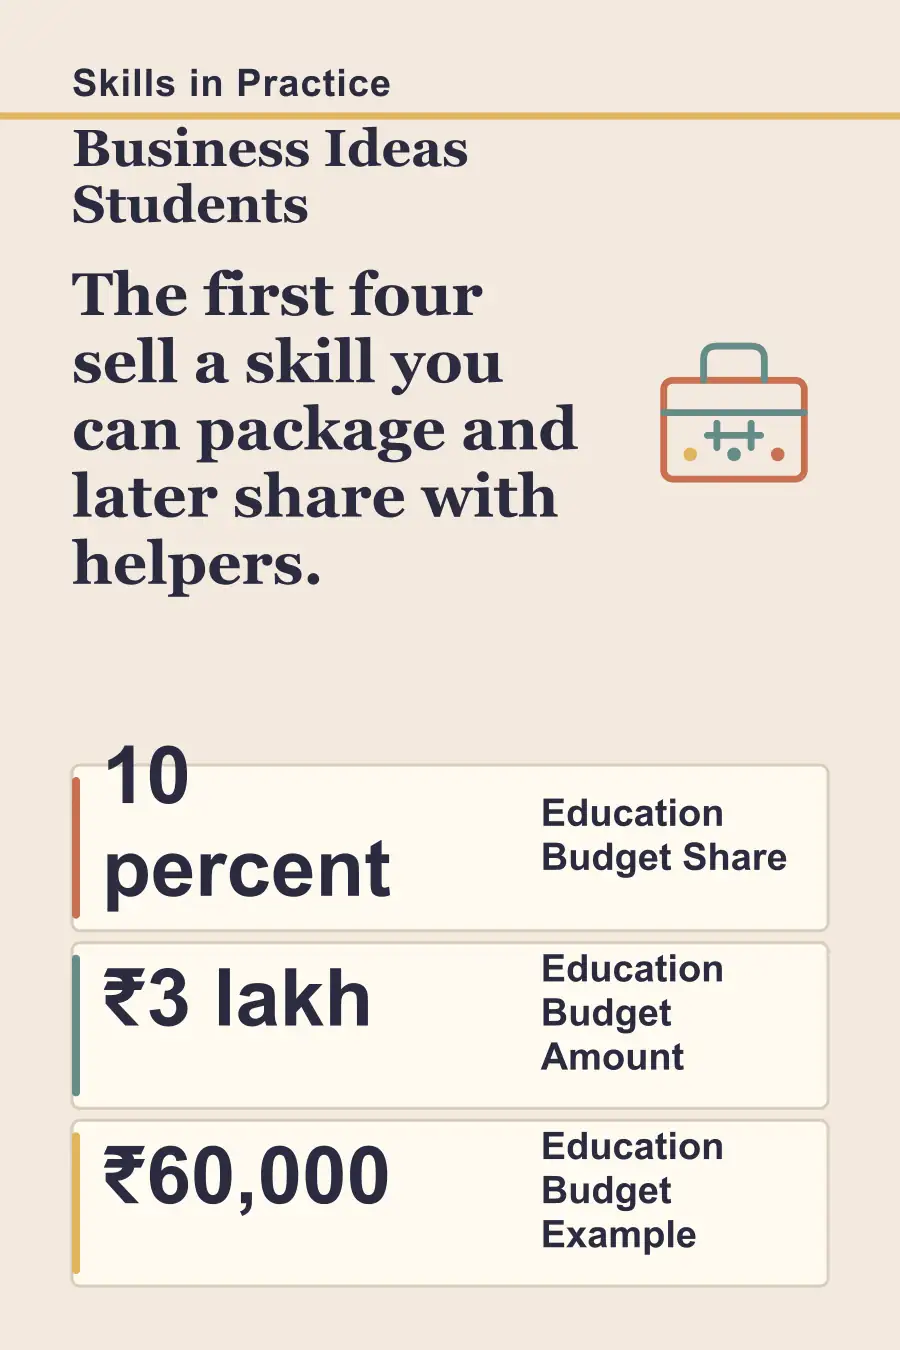 Skills in Practice
Business Ideas
Students
The first four
sell a skill you
can package and
later share with
helpers.
10
percent
Education
Budget Share
₹3 lakh
Education
Budget
Amount
₹60,000
Education
Budget
Example